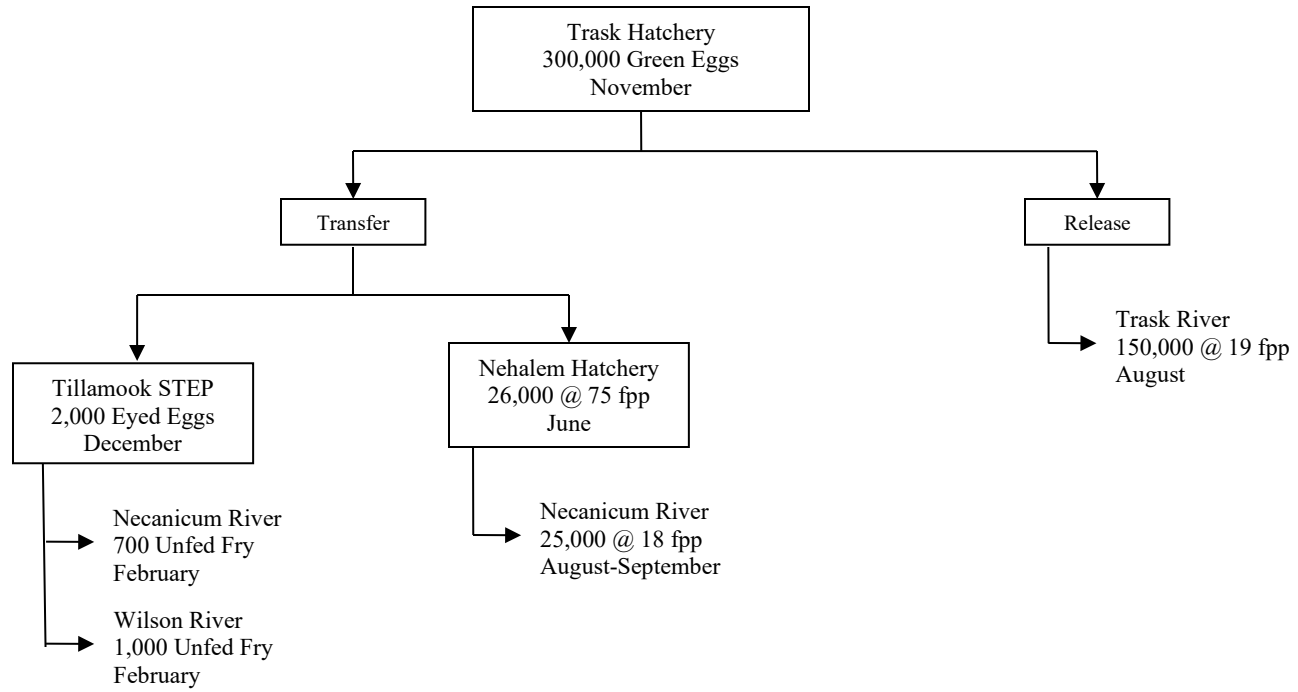 Trask Hatchery
300,000 Green Eggs
November
Transfer
Release
Tillamook STEP
2,000 Eyed Eggs
December
Nehalem Hatchery
26,000 @ 75 fpp
June
Trask River
150,000 @ 19 fpp
August
Necanicum River
700 Unfed Fry
February
Wilson River
1,000 Unfed Fry
February
Necanicum River
25,000 @ 18 fpp
August-September